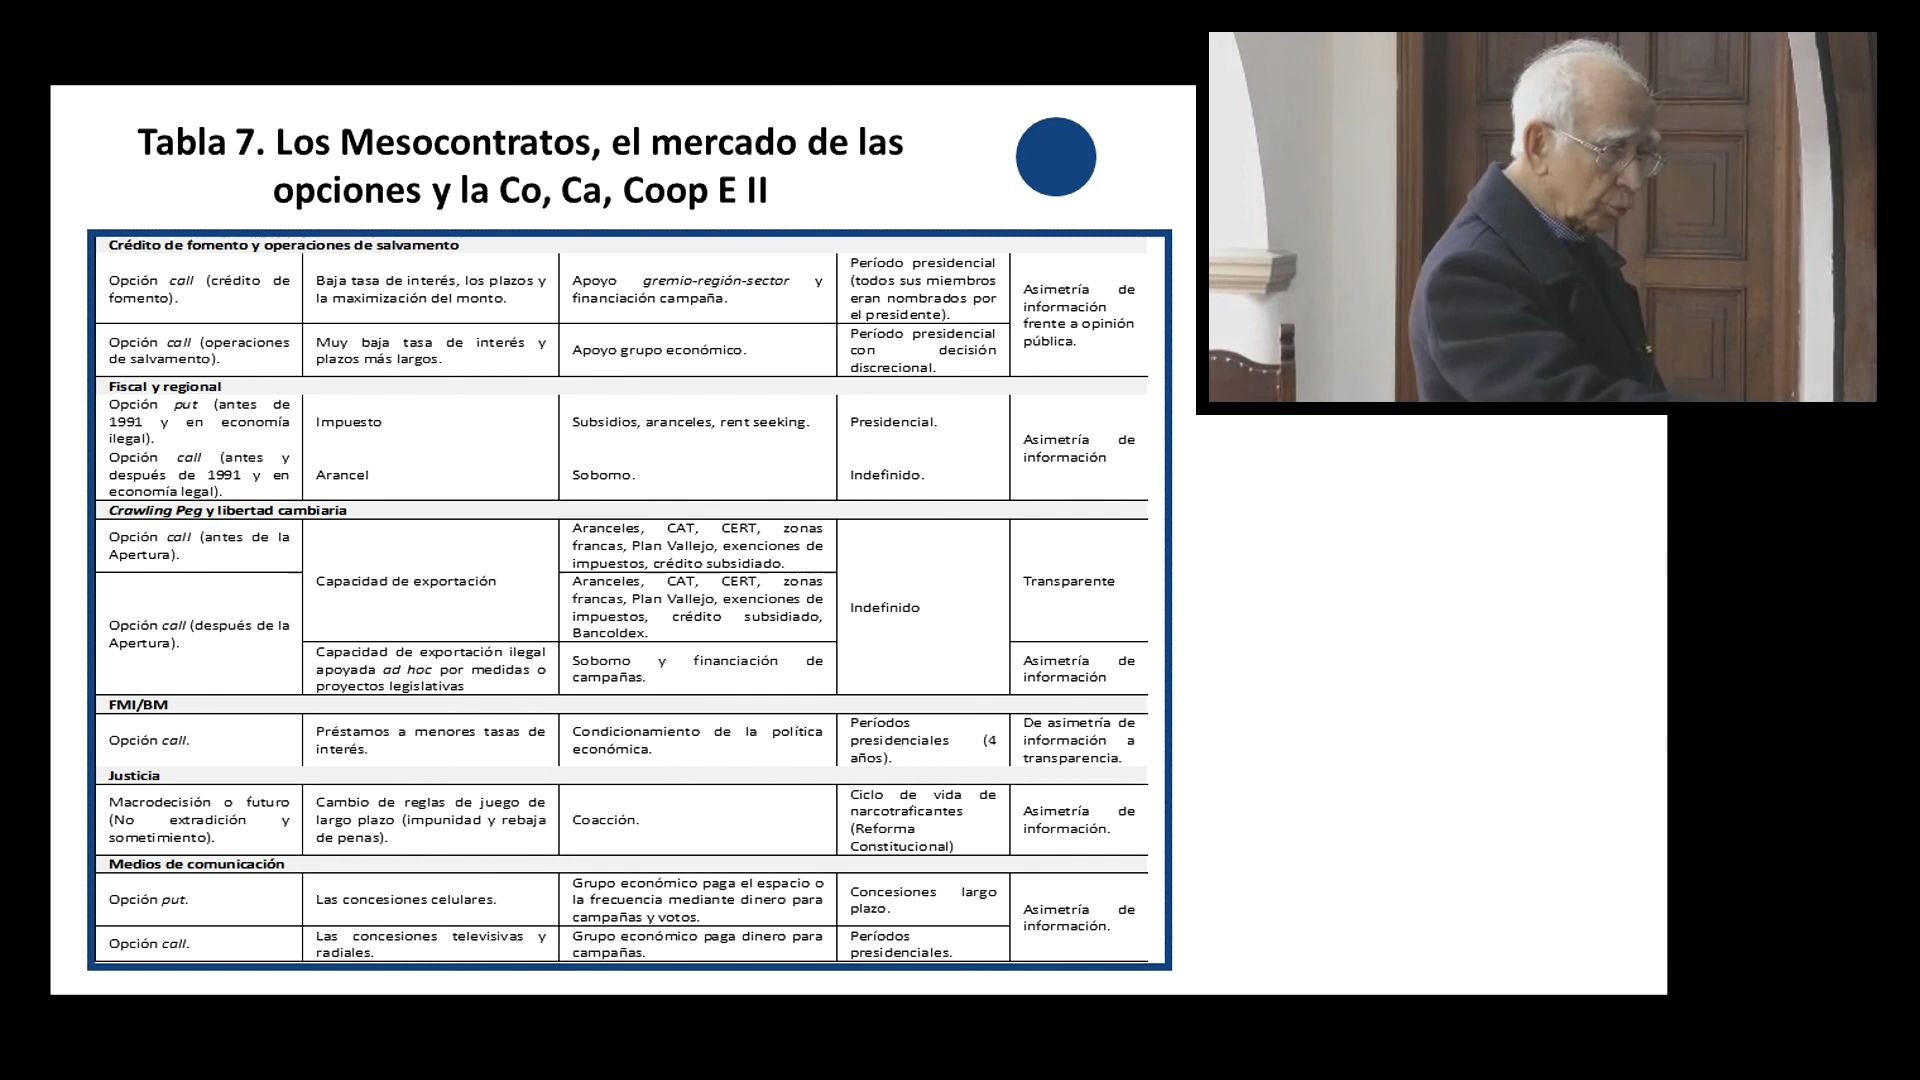 Tabla 7. Los Mesocontratos, el mercado de las
opciones y la Co, Ca, Coop E II
Crédito de fomento y operaciones de salvamento
Opción call (crédito de
fomento).
Baja tasa de interés, los plazos y
la maximización del monto.
Apoyo gremio-región-sector y
financiación campaña.
Período presidencial
(todos sus miembros
eran nombrados por
el presidente).
Asimetría de
información
frente a opinión
pública.
Opción call (operaciones
de salvamento).
Muy baja tasa de interés y
plazos más largos.
Apoyo grupo económico.
Período presidencial
con decisión
discrecional.
Fiscal y regional
Opción put (antes de
1991 y en economía
ilegal).
Impuesto
Subsidios, aranceles, rent seeking.
Presidencial.
Asimetría de
información
Opción call (antes y
después de 1991 y en
economía legal).
Arancel
Soborno.
Indefinido.
Crawling Peg y libertad cambiaria
Opción call (antes de la
Apertura).
Capacidad de exportación
Aranceles, CAT, CERT, zonas
francas, Plan Vallejo, exenciones de
impuestos, crédito subsidiado.
Indefinido
Transparente
Opción call (después de la
Apertura).
Aranceles, CAT, CERT, zonas
francas, Plan Vallejo, exenciones de
impuestos, crédito subsidiado,
Bancoldex.
Capacidad de exportación ilegal
apoyada ad hoc por medidas o
proyectos legislativas
Soborno y financiación de
campañas.
Asimetría de
información
FMI/BM
Opción call.
Préstamos a menores tasas de
interés.
Condicionamiento de la política
económica.
Períodos
presidenciales (4
años).
De asimetría de
información a
transparencia.
Justicia
Macrodecisión o futuro
(No extradición y
sometimiento).
Cambio de reglas de juego de
largo plazo (impunidad y rebaja
de penas).
Coacción.
Ciclo de vida de
narcotraficantes
(Reforma
Constitucional)
Asimetría de
información.
Medios de comunicación
Opción put.
Las concesiones celulares.
Grupo económico paga el espacio o
la frecuencia mediante dinero para
campañas y votos.
Concesiones largo
plazo.
Asimetría de
información.
Opción call.
Las concesiones televisivas y
radiales.
Grupo económico paga dinero para
campañas.
Períodos
presidenciales.